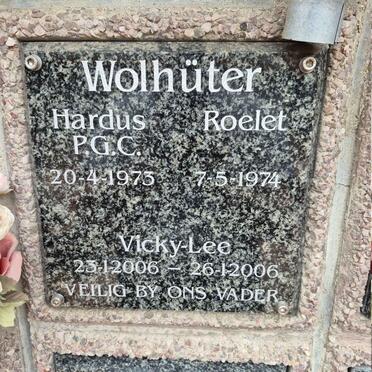 Wolhüter
Hardus Roelet
P.G.C.
20-4-1973 7-5-1974
Vicky-Lee
23-1-2006 – 26-1-2006
VEILIG BY ONS VADER